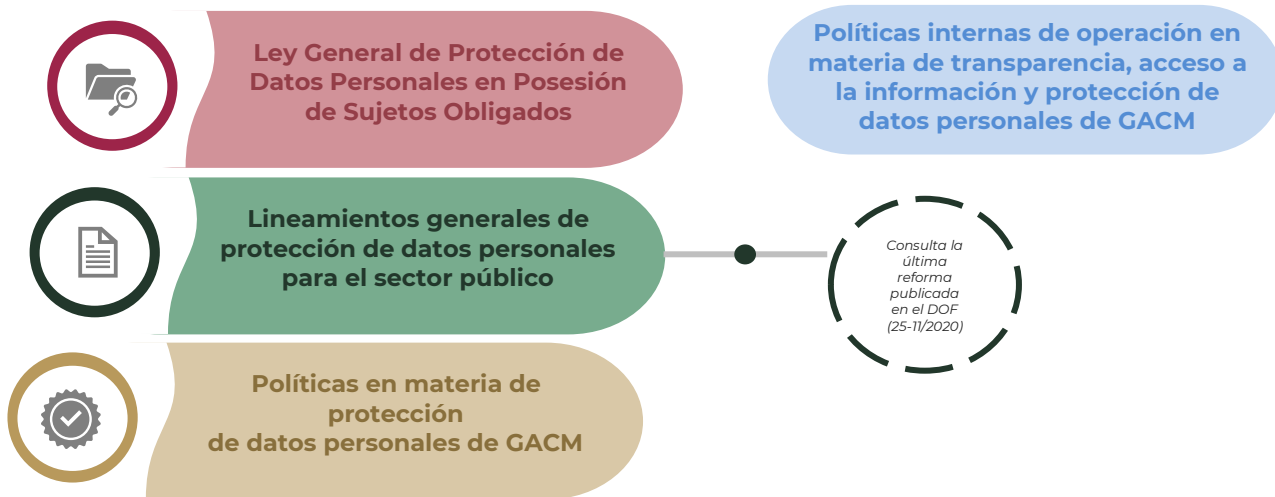 Ley General de Protección de
Datos Personales en Posesión
de Sujetos Obligados
Políticas internas de operación en
materia de transparencia, acceso a
la información y protección de
datos personales de GACM
Lineamientos generales de
protección de datos personales
para el sector público
Consulta la
última
reforma
publicada
en el DOF
(25-11/2020)
Políticas en materia de
protección
de datos personales de GACM